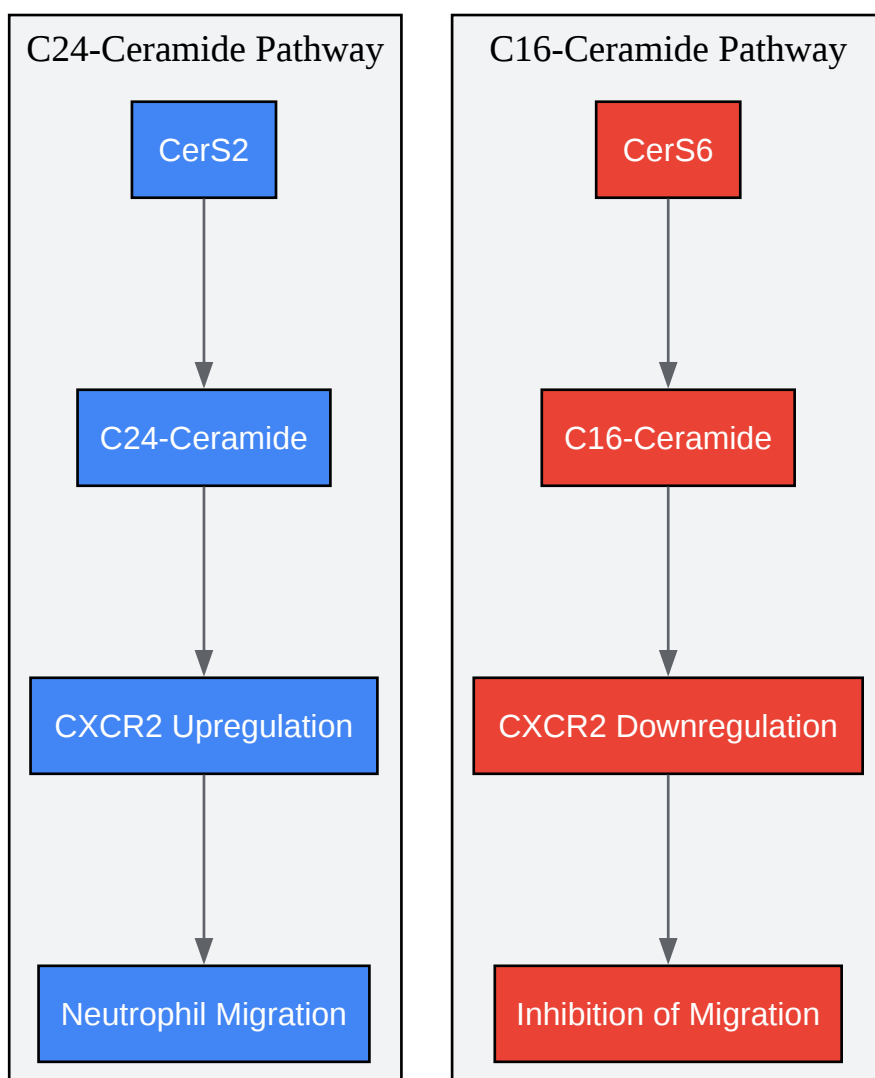 C24-Ceramide Pathway
CerS2
C24-Ceramide
CXCR2 Upregulation
Neutrophil Migration
C16-Ceramide Pathway
CerS6
C16-Ceramide
CXCR2 Downregulation
Inhibition of Migration